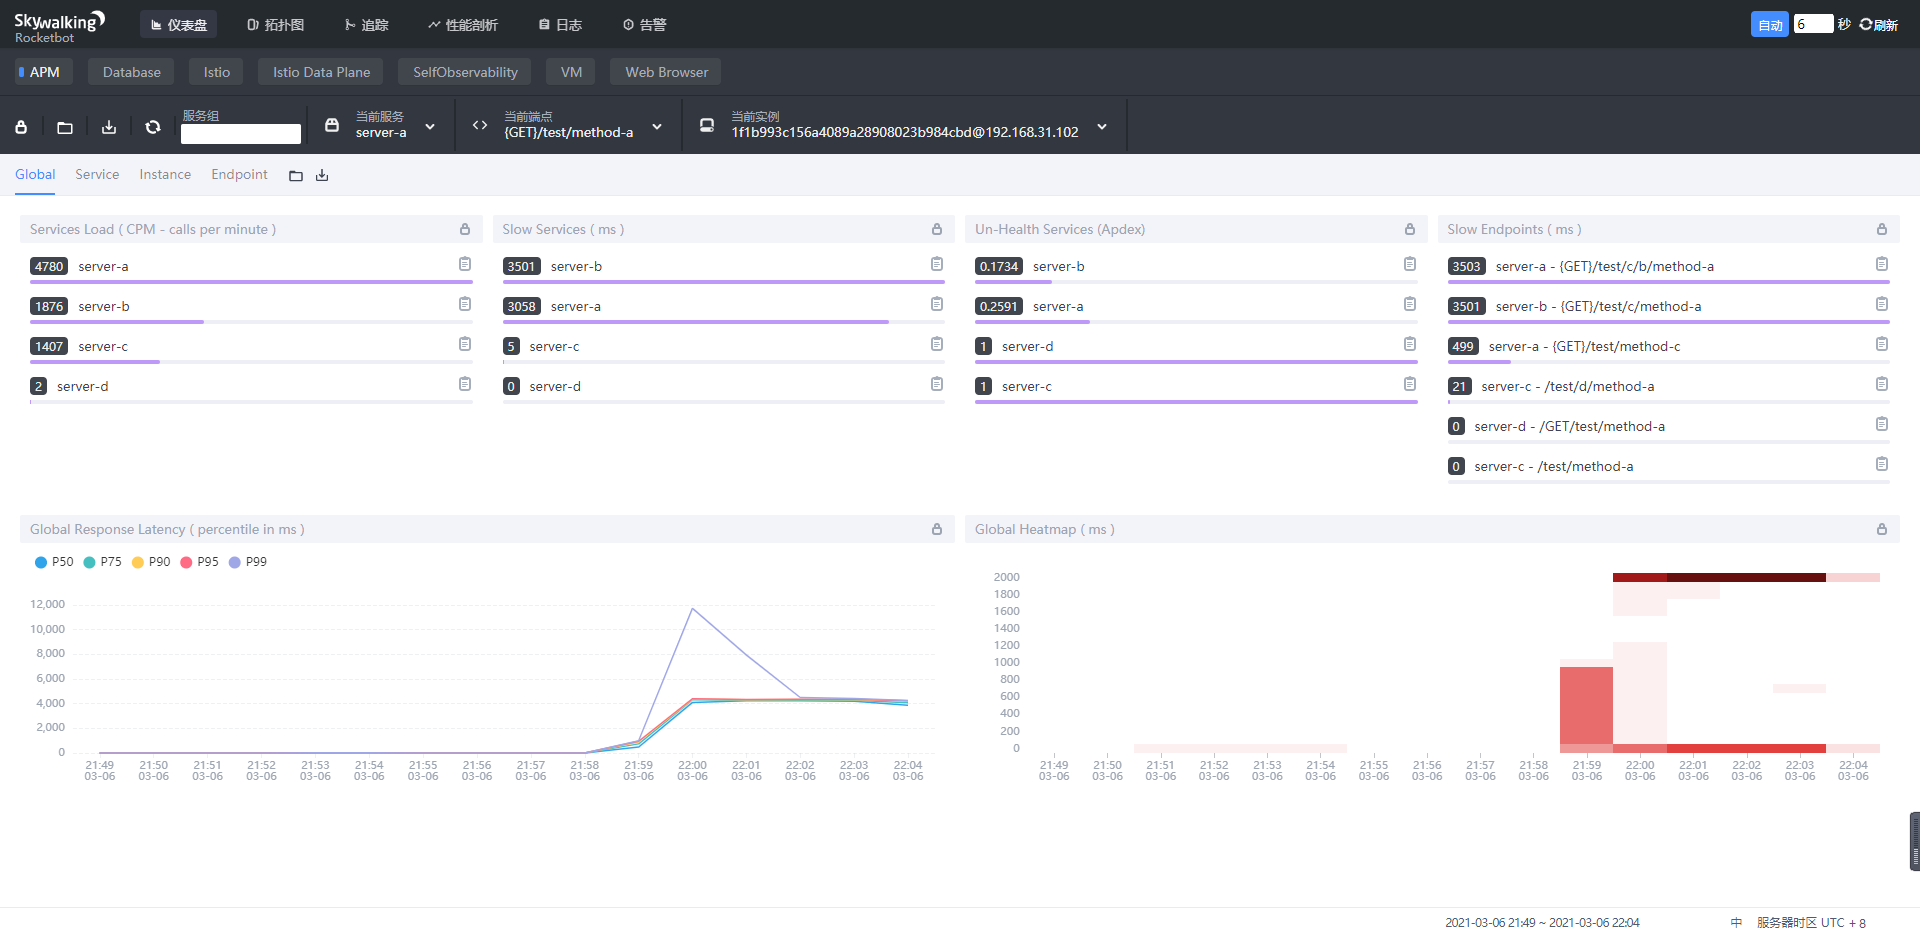 Skywalking
Rocketbot
仪表盘 拓扑图 追踪 性能剖析 日志 告警
自动 6 秒 刷新
APM Database Istio Istio Data Plane SelfObservability VM Web Browser
服务组
当前服务
server-a
当前端点
{GET}/test/method-a
当前实例
1f1b993c156a4089a28908023b984cbd@192.168.31.102
Global Service Instance Endpoint
Services Load ( CPM - calls per minute )
4780 server-a
1876 server-b
1407 server-c
2 server-d
Slow Services ( ms )
3501 server-b
3058 server-a
5 server-c
0 server-d
Un-Health Services (Apdex)
0.1734 server-b
0.2591 server-a
1 server-d
1 server-c
Slow Endpoints ( ms )
3503 server-a - {GET}/test/c/b/method-a
3501 server-b - {GET}/test/c/method-a
499 server-a - {GET}/test/method-c
21 server-c - /test/d/method-a
0 server-d - /GET/test/method-a
0 server-c - /test/method-a
Global Response Latency ( percentile in ms )
P50 P75 P90 P95 P99
12,000
10,000
8,000
6,000
4,000
2,000
0
21:49 21:50 21:51 21:52 21:53 21:54 21:55 21:56 21:57 21:58 21:59 22:00 22:01 22:02 22:03 22:04
03-06 03-06 03-06 03-06 03-06 03-06 03-06 03-06 03-06 03-06 03-06 03-06 03-06 03-06 03-06 03-06
Global Heatmap ( ms )
2000
1800
1600
1400
1200
1000
800
600
400
200
0
21:49 21:50 21:51 21:52 21:53 21:54 21:55 21:56 21:57 21:58 21:59 22:00 22:01 22:02 22:03 22:04
03-06 03-06 03-06 03-06 03-06 03-06 03-06 03-06 03-06 03-06 03-06 03-06 03-06 03-06 03-06 03-06
2021-03-06 21:49 ~ 2021-03-06 22:04 中 服务器时区 UTC + 8